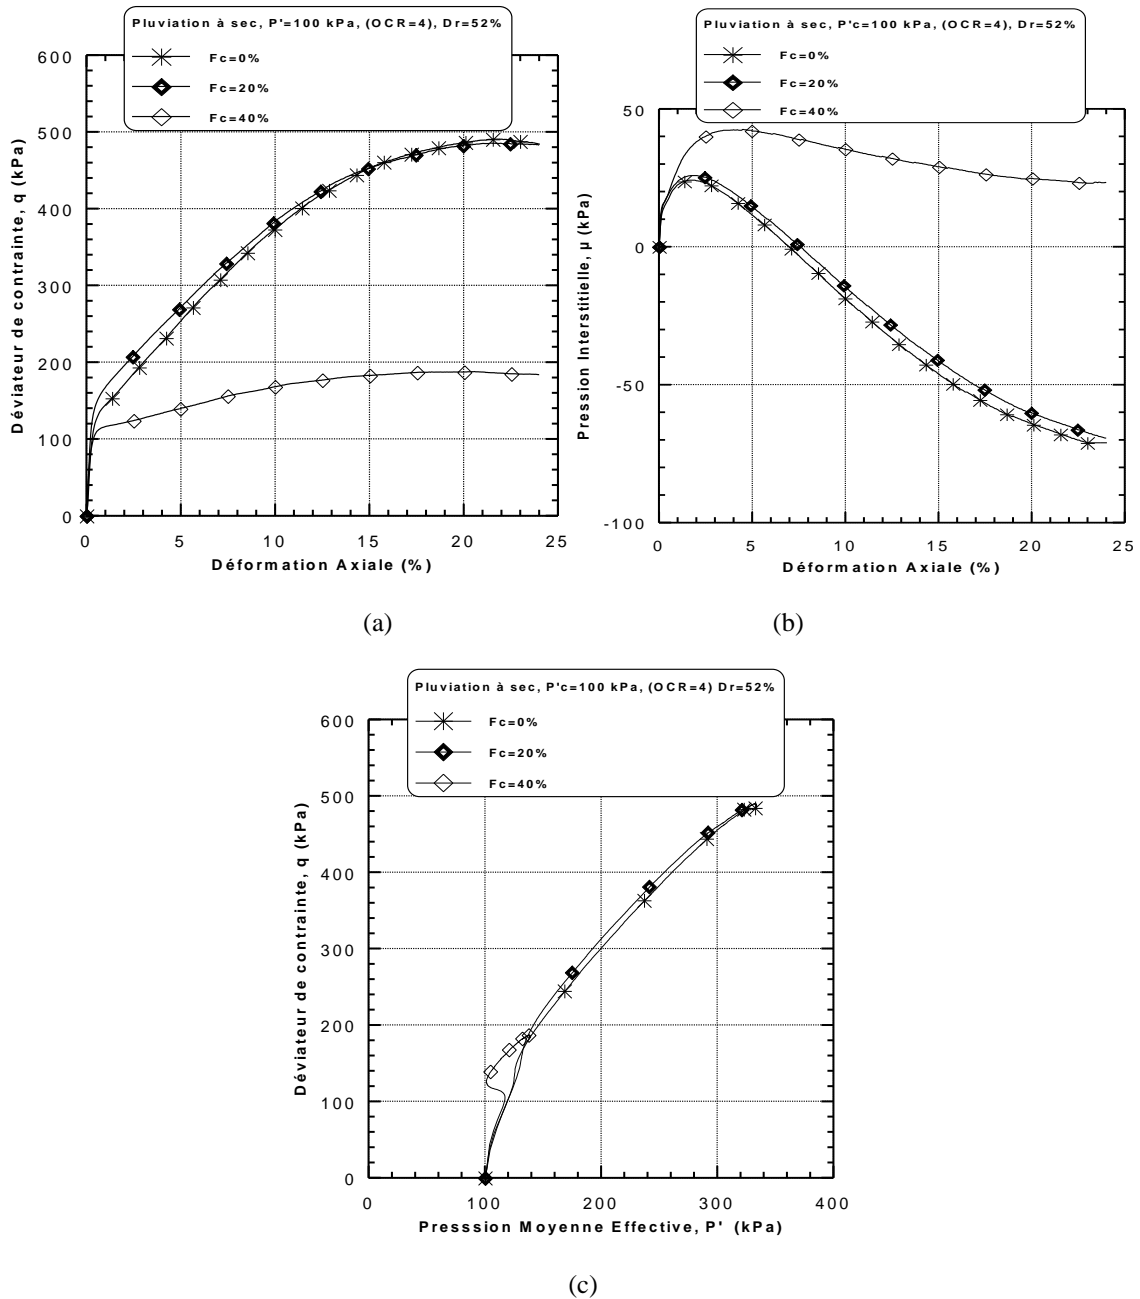 Pluviation à sec, P'=100 kPa, (OCR=4), Dr=52%
Fc=0%
Fc=20%
Fc=40%
600
500
400
300
200
100
0
Déviateur de contrainte, q (kPa)
0 5 10 15 20 25
Déformation Axiale (%)
(a)
Pluviation à sec, P'c=100 kPa, (OCR=4), Dr=52%
Fc=0%
Fc=20%
Fc=40%
50
0
-50
-100
Pression Interstitielle, µ (kPa)
0 5 10 15 20 25
Déformation Axiale (%)
(b)
Pluviation à sec, P'c=100 kPa, (OCR=4) Dr=52%
Fc=0%
Fc=20%
Fc=40%
600
500
400
300
200
100
0
Déviateur de contrainte, q (kPa)
0 100 200 300 400
Presssion Moyenne Effective, P' (kPa)
(c)